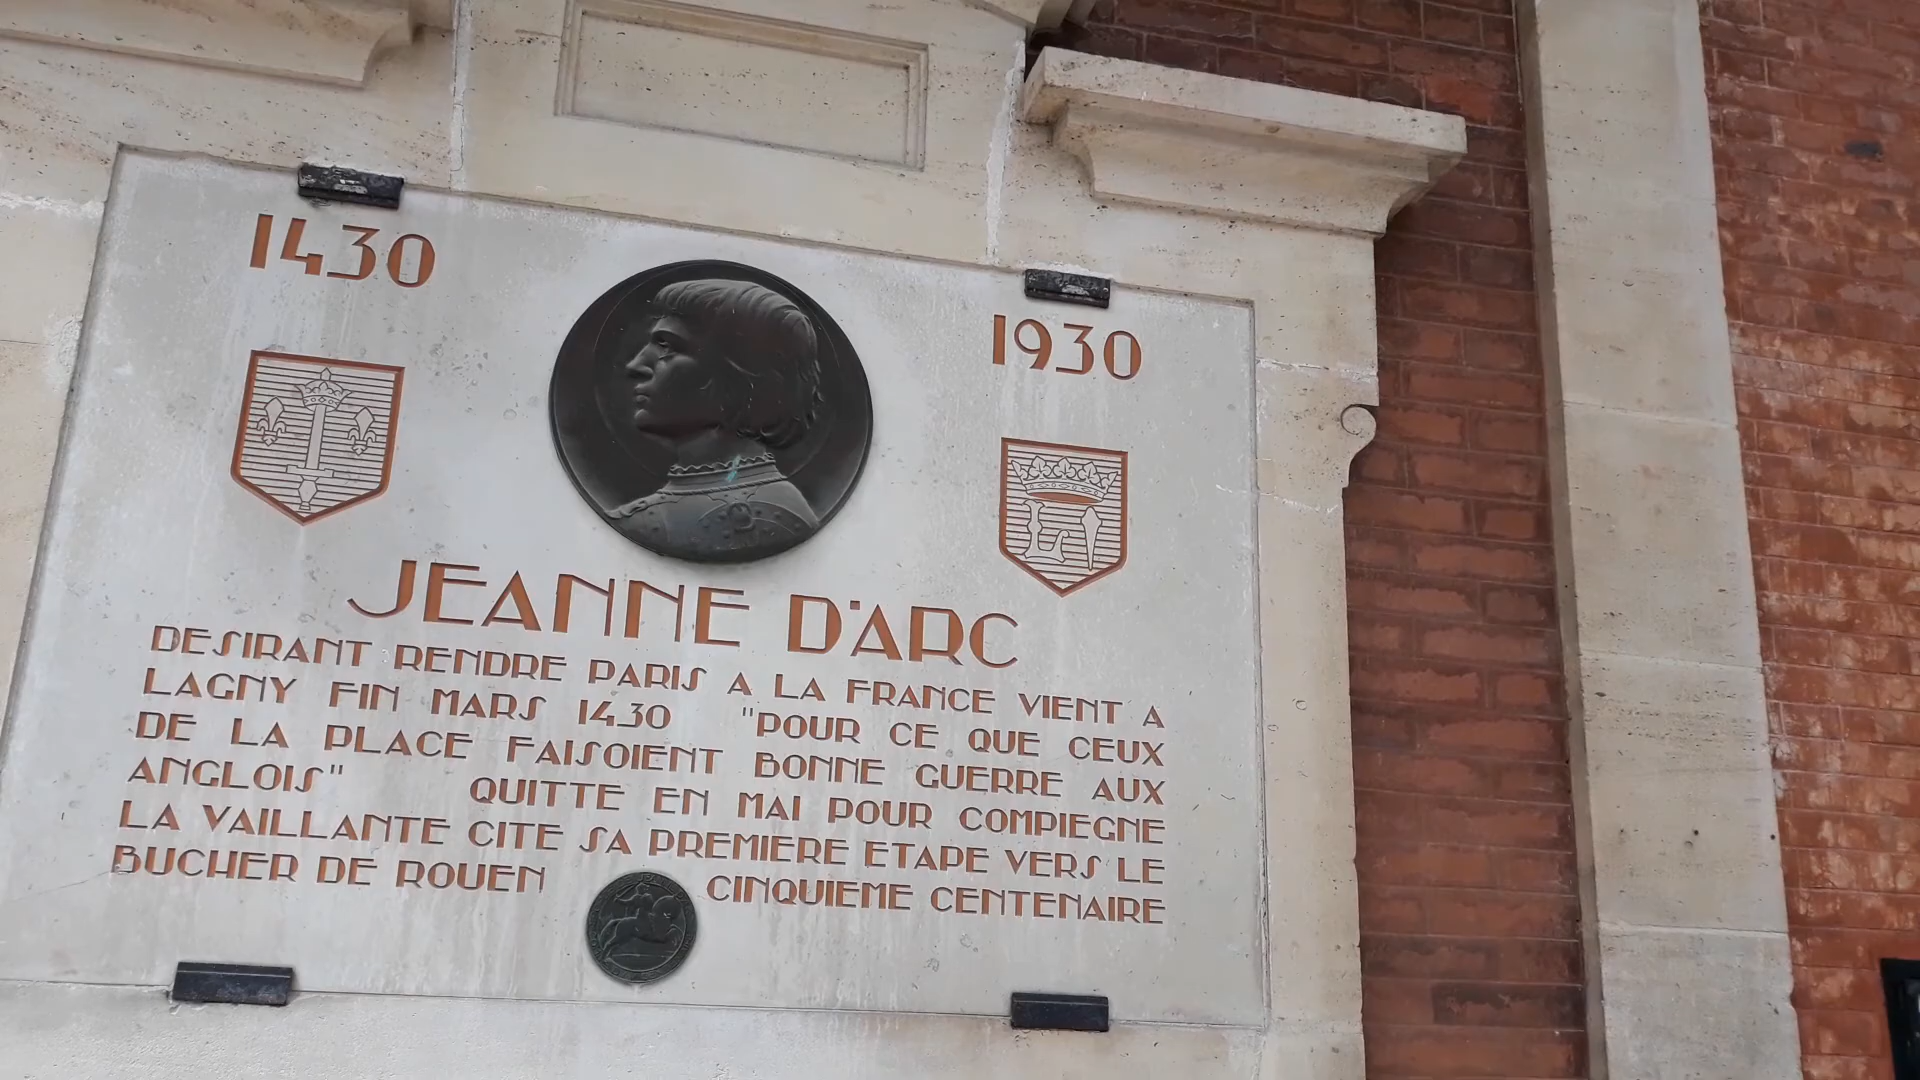 1430
1930
JEANNE D'ARC
DESIRANT RENDRE PARIS A LA FRANCE VIENT A
LAGNY FIN MARS 1430 "POUR CE QUE CEUX
DE LA PLACE FAISOIENT BONNE GUERRE AUX
ANGLOIS" QUITTE EN MAI POUR COMPIEGNE
LA VAILLANTE CITE SA PREMIERE ETAPE VERS LE
BUCHER DE ROUEN CINQUIEME CENTENAIRE